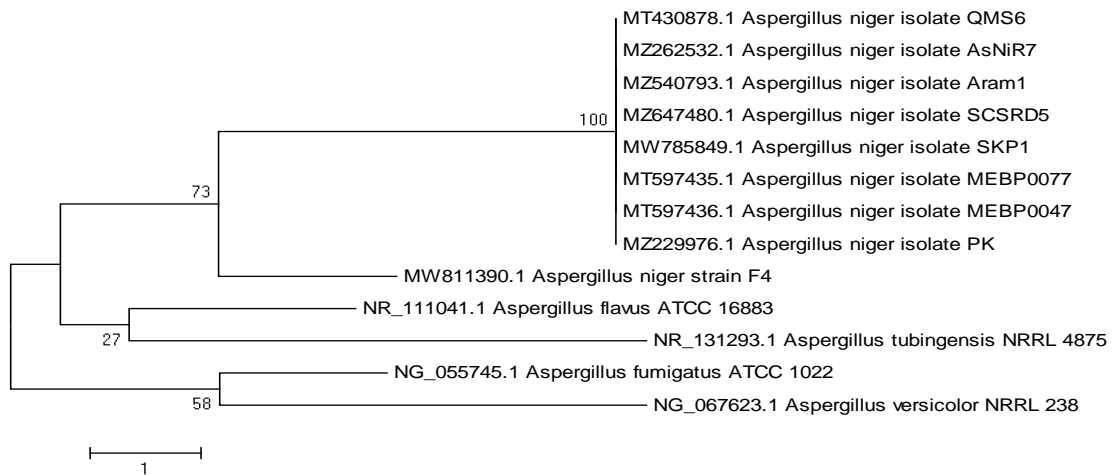 MT430878.1 Aspergillus niger isolate QMS6
MZ262532.1 Aspergillus niger isolate AsNiR7
MZ540793.1 Aspergillus niger isolate Aram1
MZ647480.1 Aspergillus niger isolate SCSRD5
100
MW785849.1 Aspergillus niger isolate SKP1
MT597435.1 Aspergillus niger isolate MEBP0077
73
MT597436.1 Aspergillus niger isolate MEBP0047
MZ229976.1 Aspergillus niger isolate PK
MW811390.1 Aspergillus niger strain F4
NR_111041.1 Aspergillus flavus ATCC 16883
27
NR_131293.1 Aspergillus tubingensis NRRL 4875
NG_055745.1 Aspergillus fumigatus ATCC 1022
58
NG_067623.1 Aspergillus versicolor NRRL 238
1